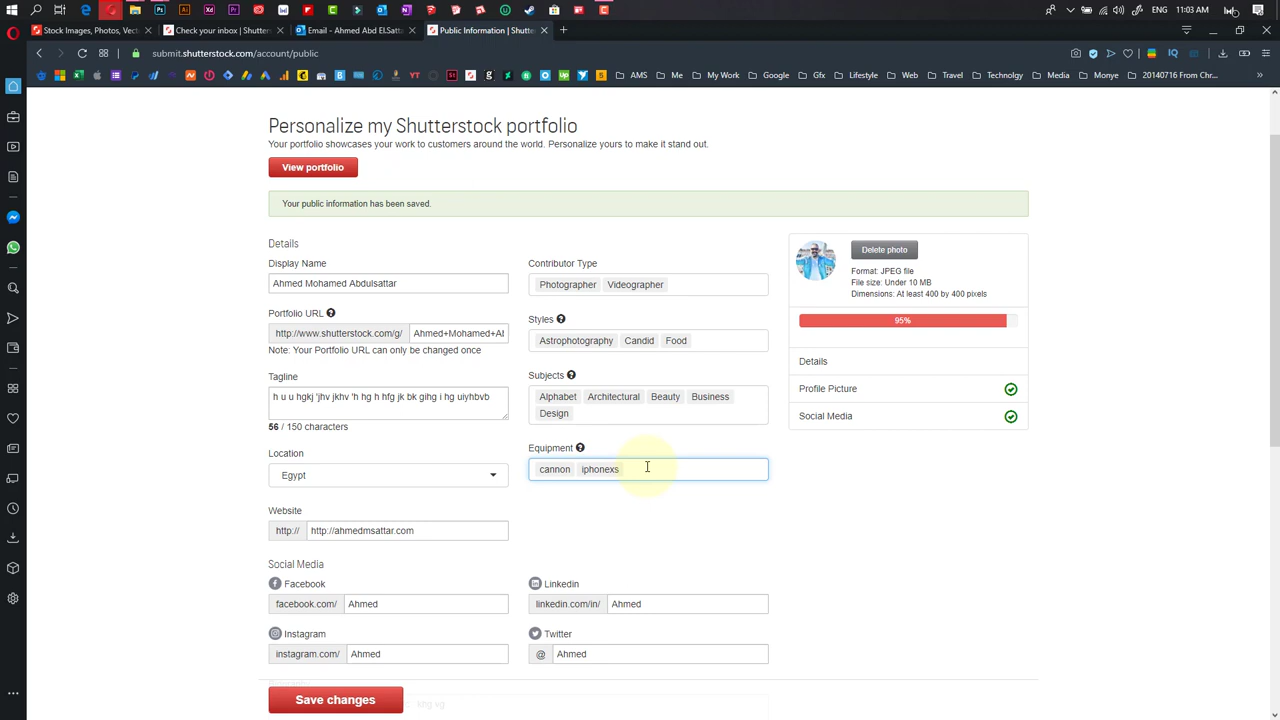 ENG
11:03 AM
Stock Images, Photos, Vect
Check your inbox | Shutters
Email - Ahmed Abd ELSatta
Public Information | Shutte
submit.shutterstock.com/account/public
YT
St
up
S
AMS
Me
My Work
Google
Gfx
Lifestyle
Web
Travel
Technolgy
Media
Monye
20140716 From Chr...
Personalize my Shutterstock portfolio
Your portfolio showcases your work to customers around the world. Personalize yours to make it stand out.
View portfolio
Your public information has been saved.
Details
Display Name
Ahmed Mohamed Abdulsattar
Portfolio URL
http://www.shutterstock.com/g/
Ahmed+Mohamed+Al
Note: Your Portfolio URL can only be changed once
Tagline
h u u hgkj 'jhv jkhv 'h hg h hfg jk bk gihg i hg uiyhbvb
56 / 150 characters
Location
Egypt
Website
http://
http://ahmedmsattar.com
Contributor Type
Photographer Videographer
Styles
Astrophotography Candid Food
Subjects
Alphabet Architectural Beauty Business
Design
Equipment
cannon iphonexs
Delete photo
Format: JPEG file
File size: Under 10 MB
Dimensions: At least 400 by 400 pixels
95%
Details
Profile Picture
Social Media
Social Media
Facebook
facebook.com/ Ahmed
Linkedin
linkedin.com/in/ Ahmed
Instagram
instagram.com/ Ahmed
Twitter
@ Ahmed
Save changes